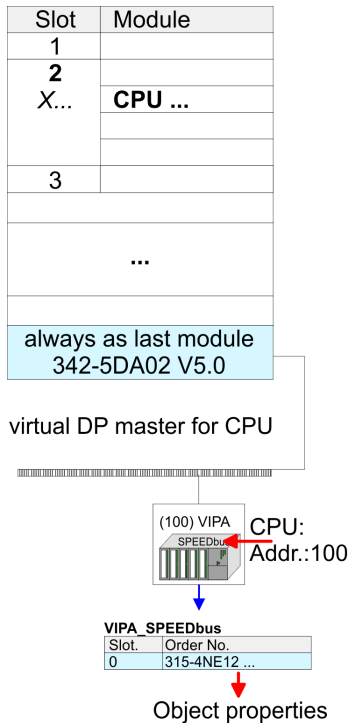 Slot Module
1
2
X... CPU ...
3
...
always as last module
342-5DA02 V5.0
virtual DP master for CPU
(100) VIPA
SPEEDbus
CPU:
Addr.:100
VIPA_SPEEDbus
Slot. Order No.
0 315-4NE12 ...
Object properties